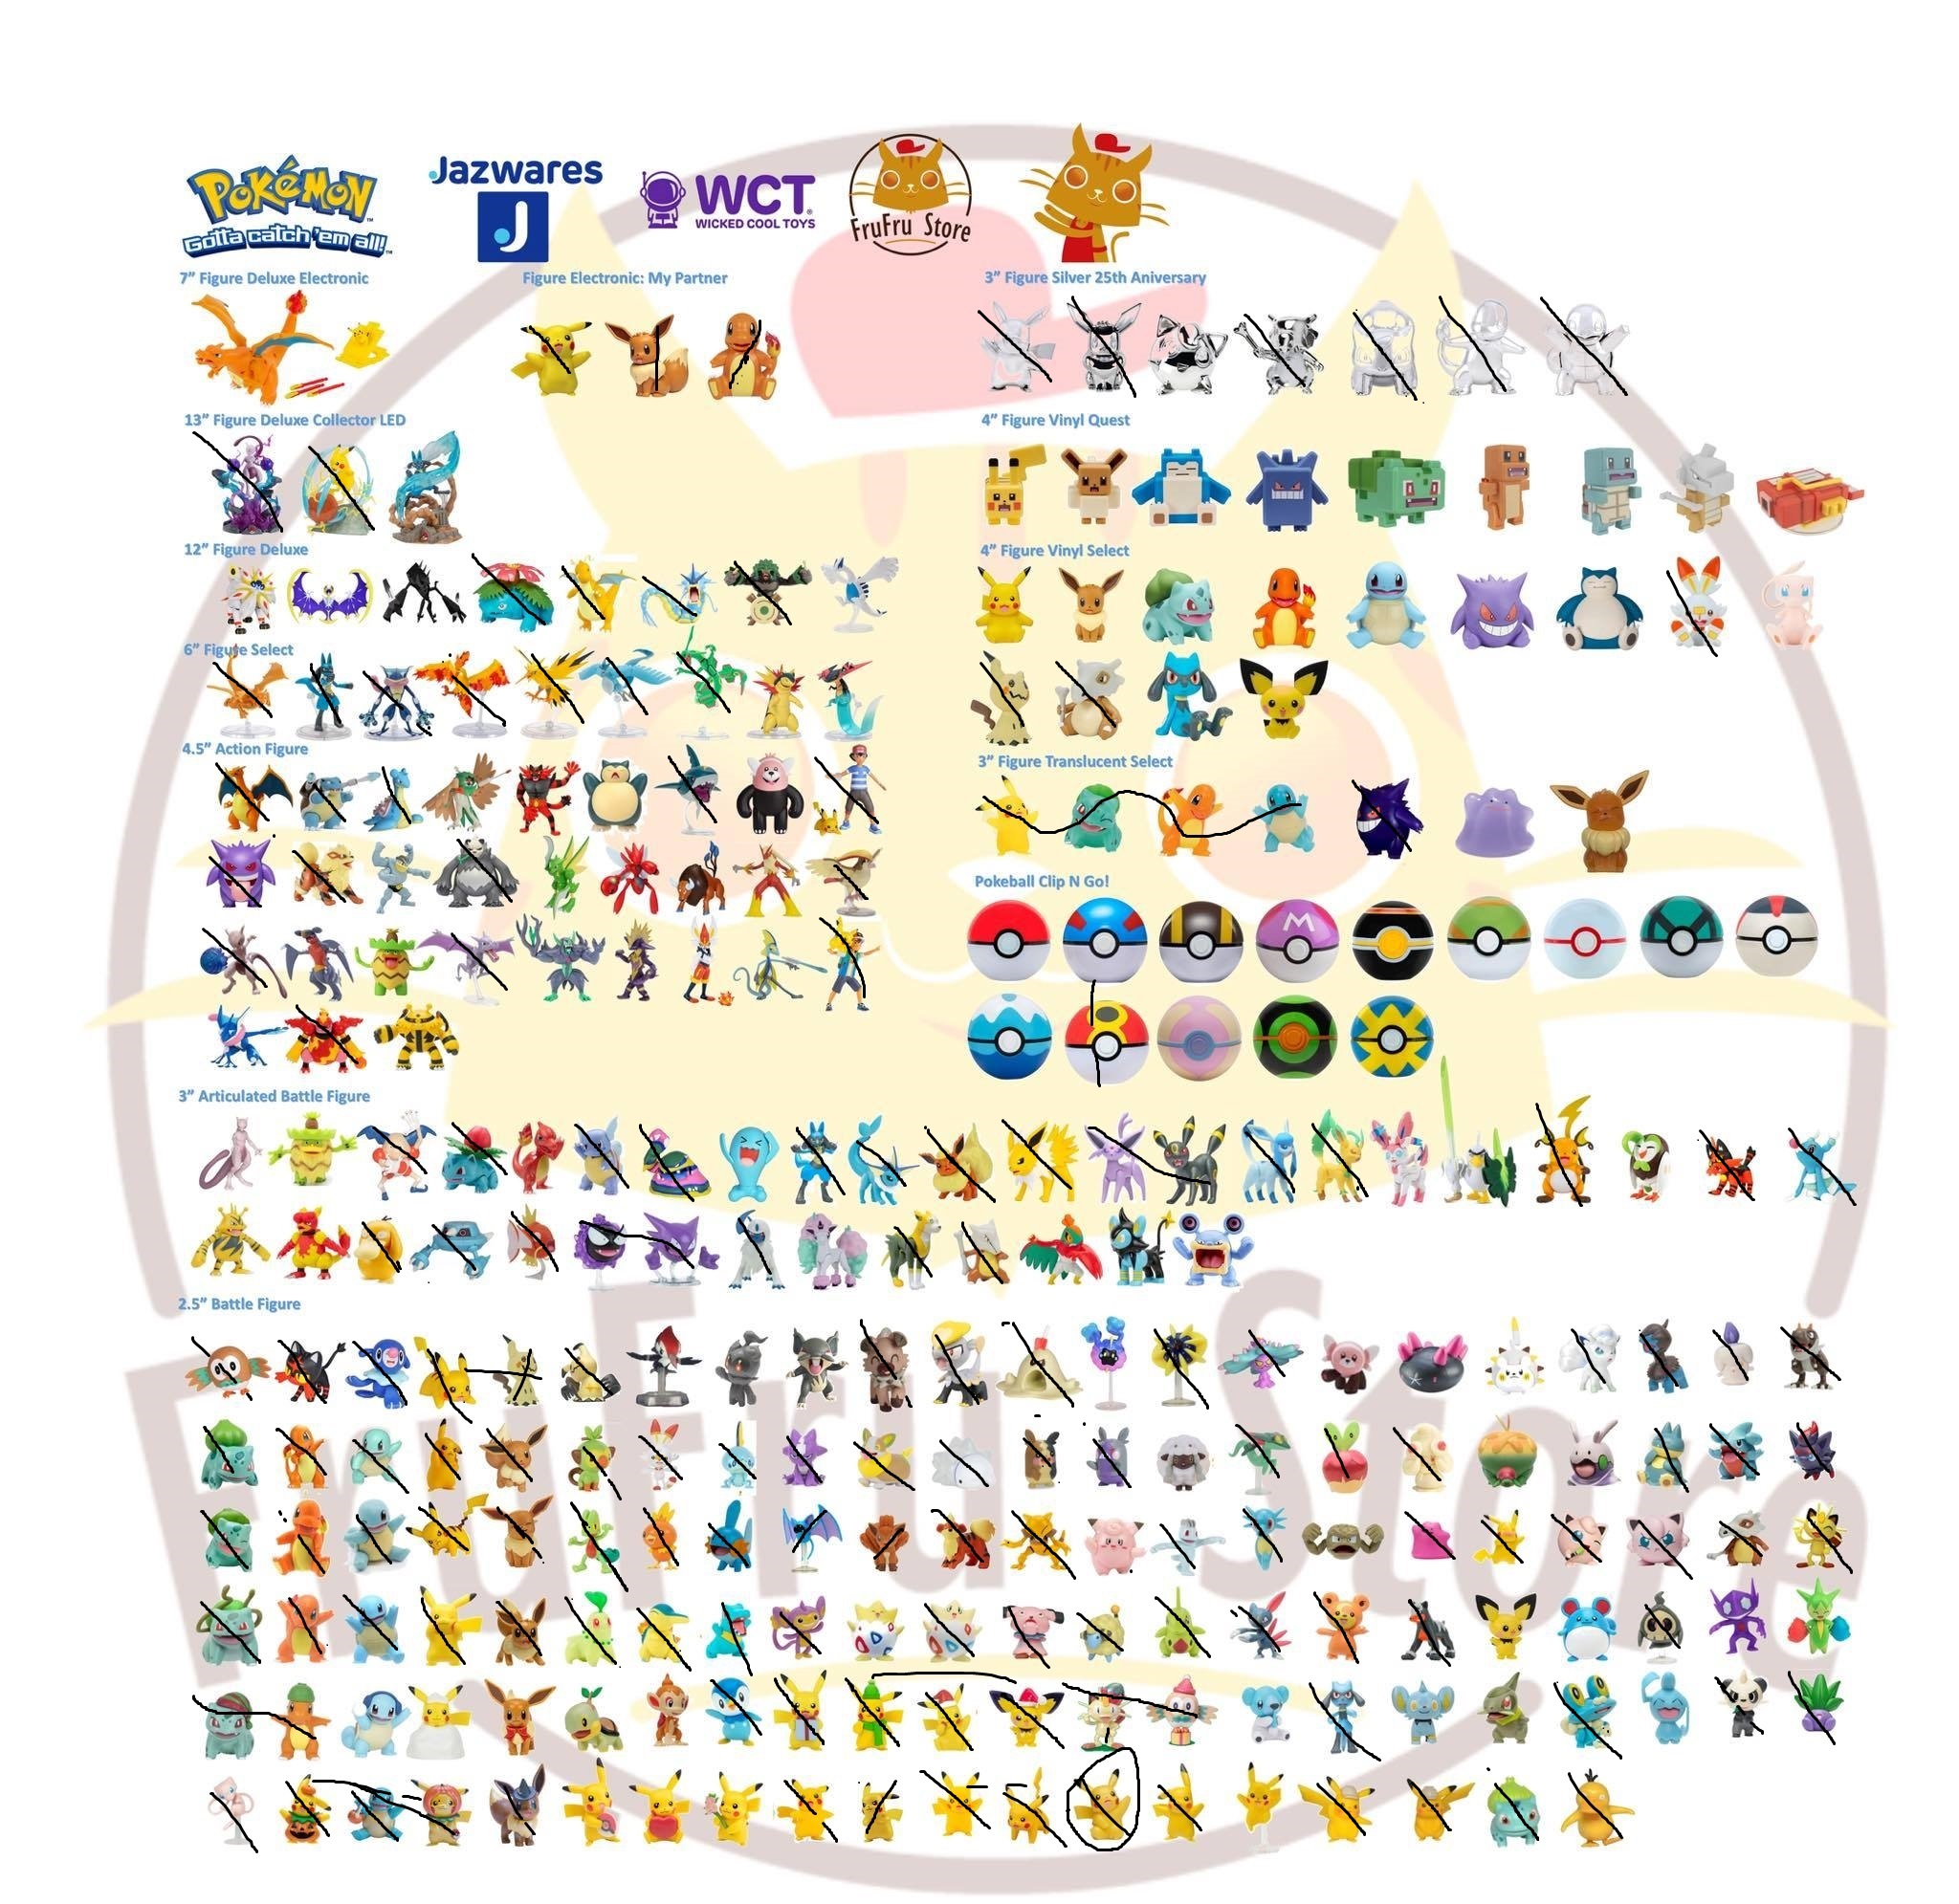 POKéMON
Gotta catch 'em all!
TM
Jazwares
J
WCT
WICKED COOL TOYS
FruFru Store
7” Figure Deluxe Electronic
Figure Electronic: My Partner
3” Figure Silver 25th Aniversary
13” Figure Deluxe Collector LED
4” Figure Vinyl Quest
12” Figure Deluxe
4” Figure Vinyl Select
6” Figure Select
4.5” Action Figure
3” Figure Translucent Select
Pokeball Clip N Go!
M
3” Articulated Battle Figure
2.5” Battle Figure
FruFru Store